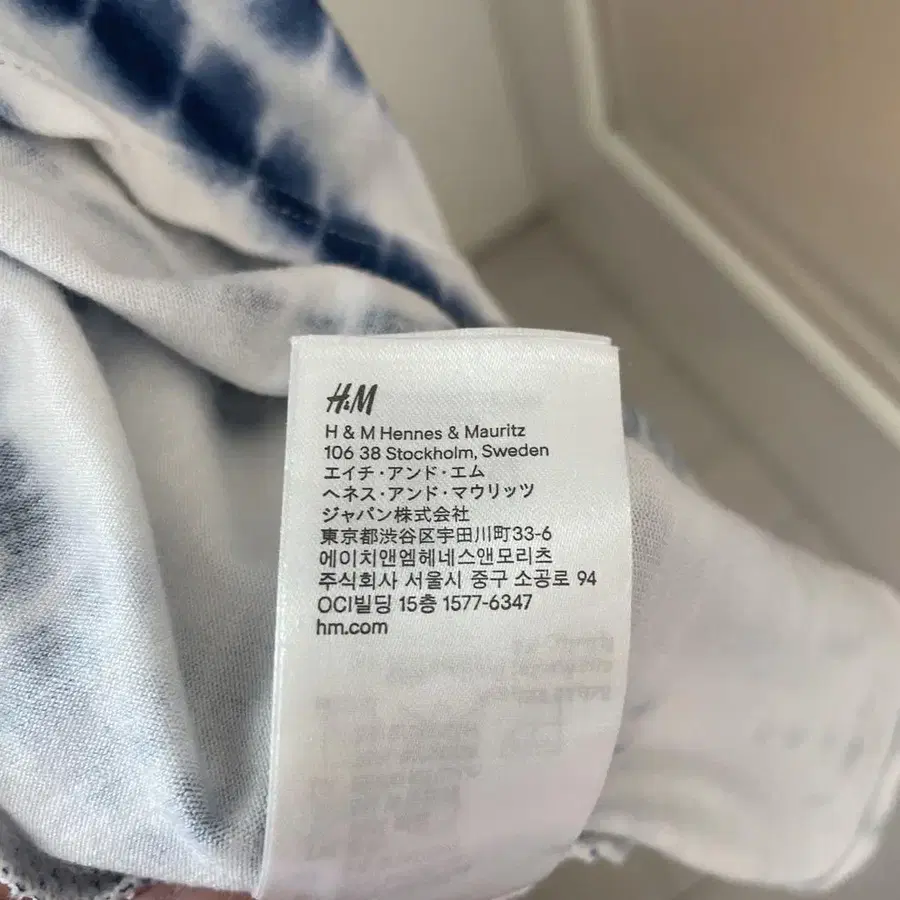 H&M
H & M Hennes & Mauritz
106 38 Stockholm, Sweden
エイチ・アンド・エム
ヘネス・アンド・マウリッツ
ジャパン株式会社
東京都渋谷区宇田川町33-6
에이치앤엠헤네스앤모리츠
주식회사 서울시 중구 소공로 94
OCI빌딩 15층 1577-6347
hm.com